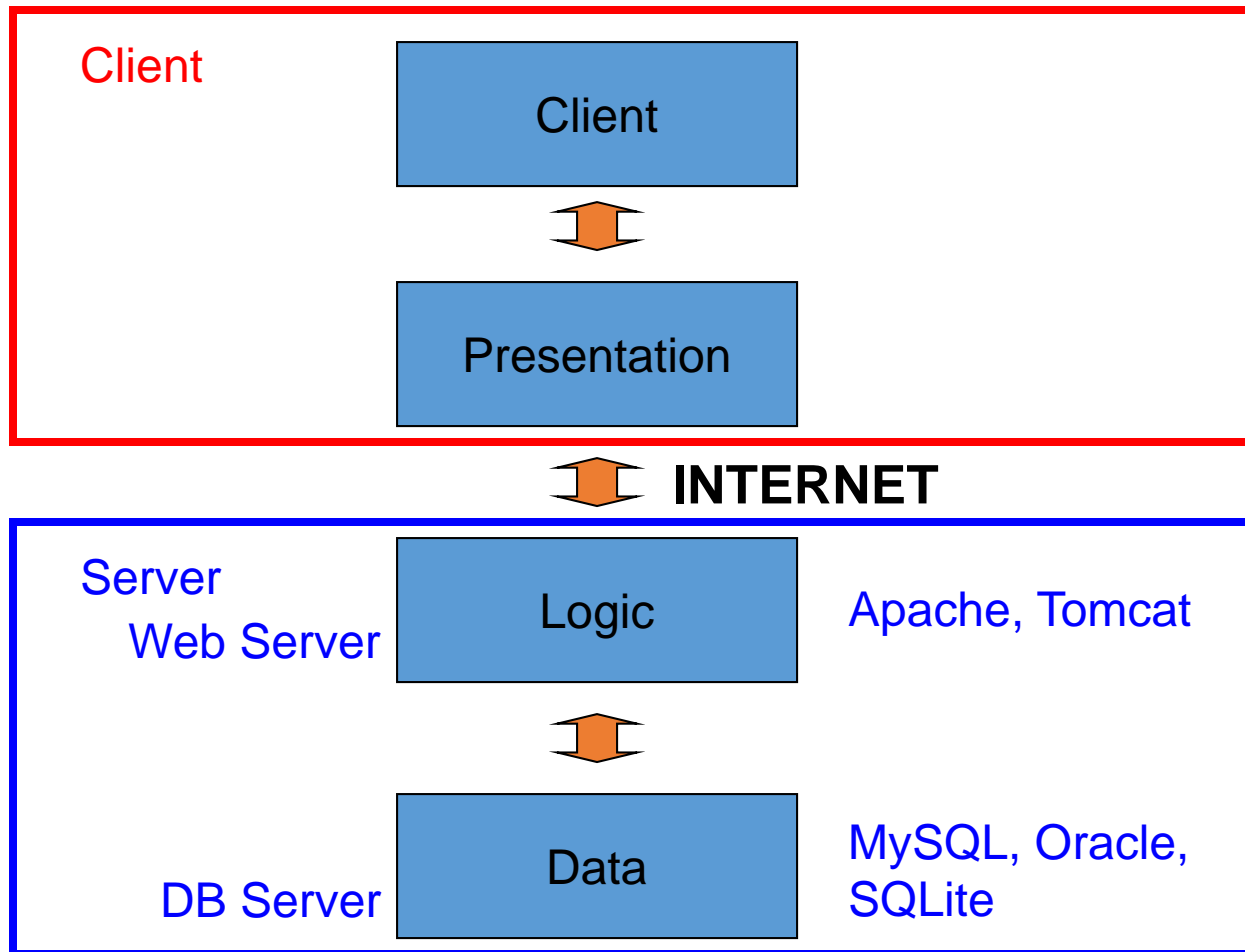 Client
Client
Presentation
INTERNET
Server
Web Server
Logic
Apache, Tomcat
DB Server
Data
MySQL, Oracle,
SQLite